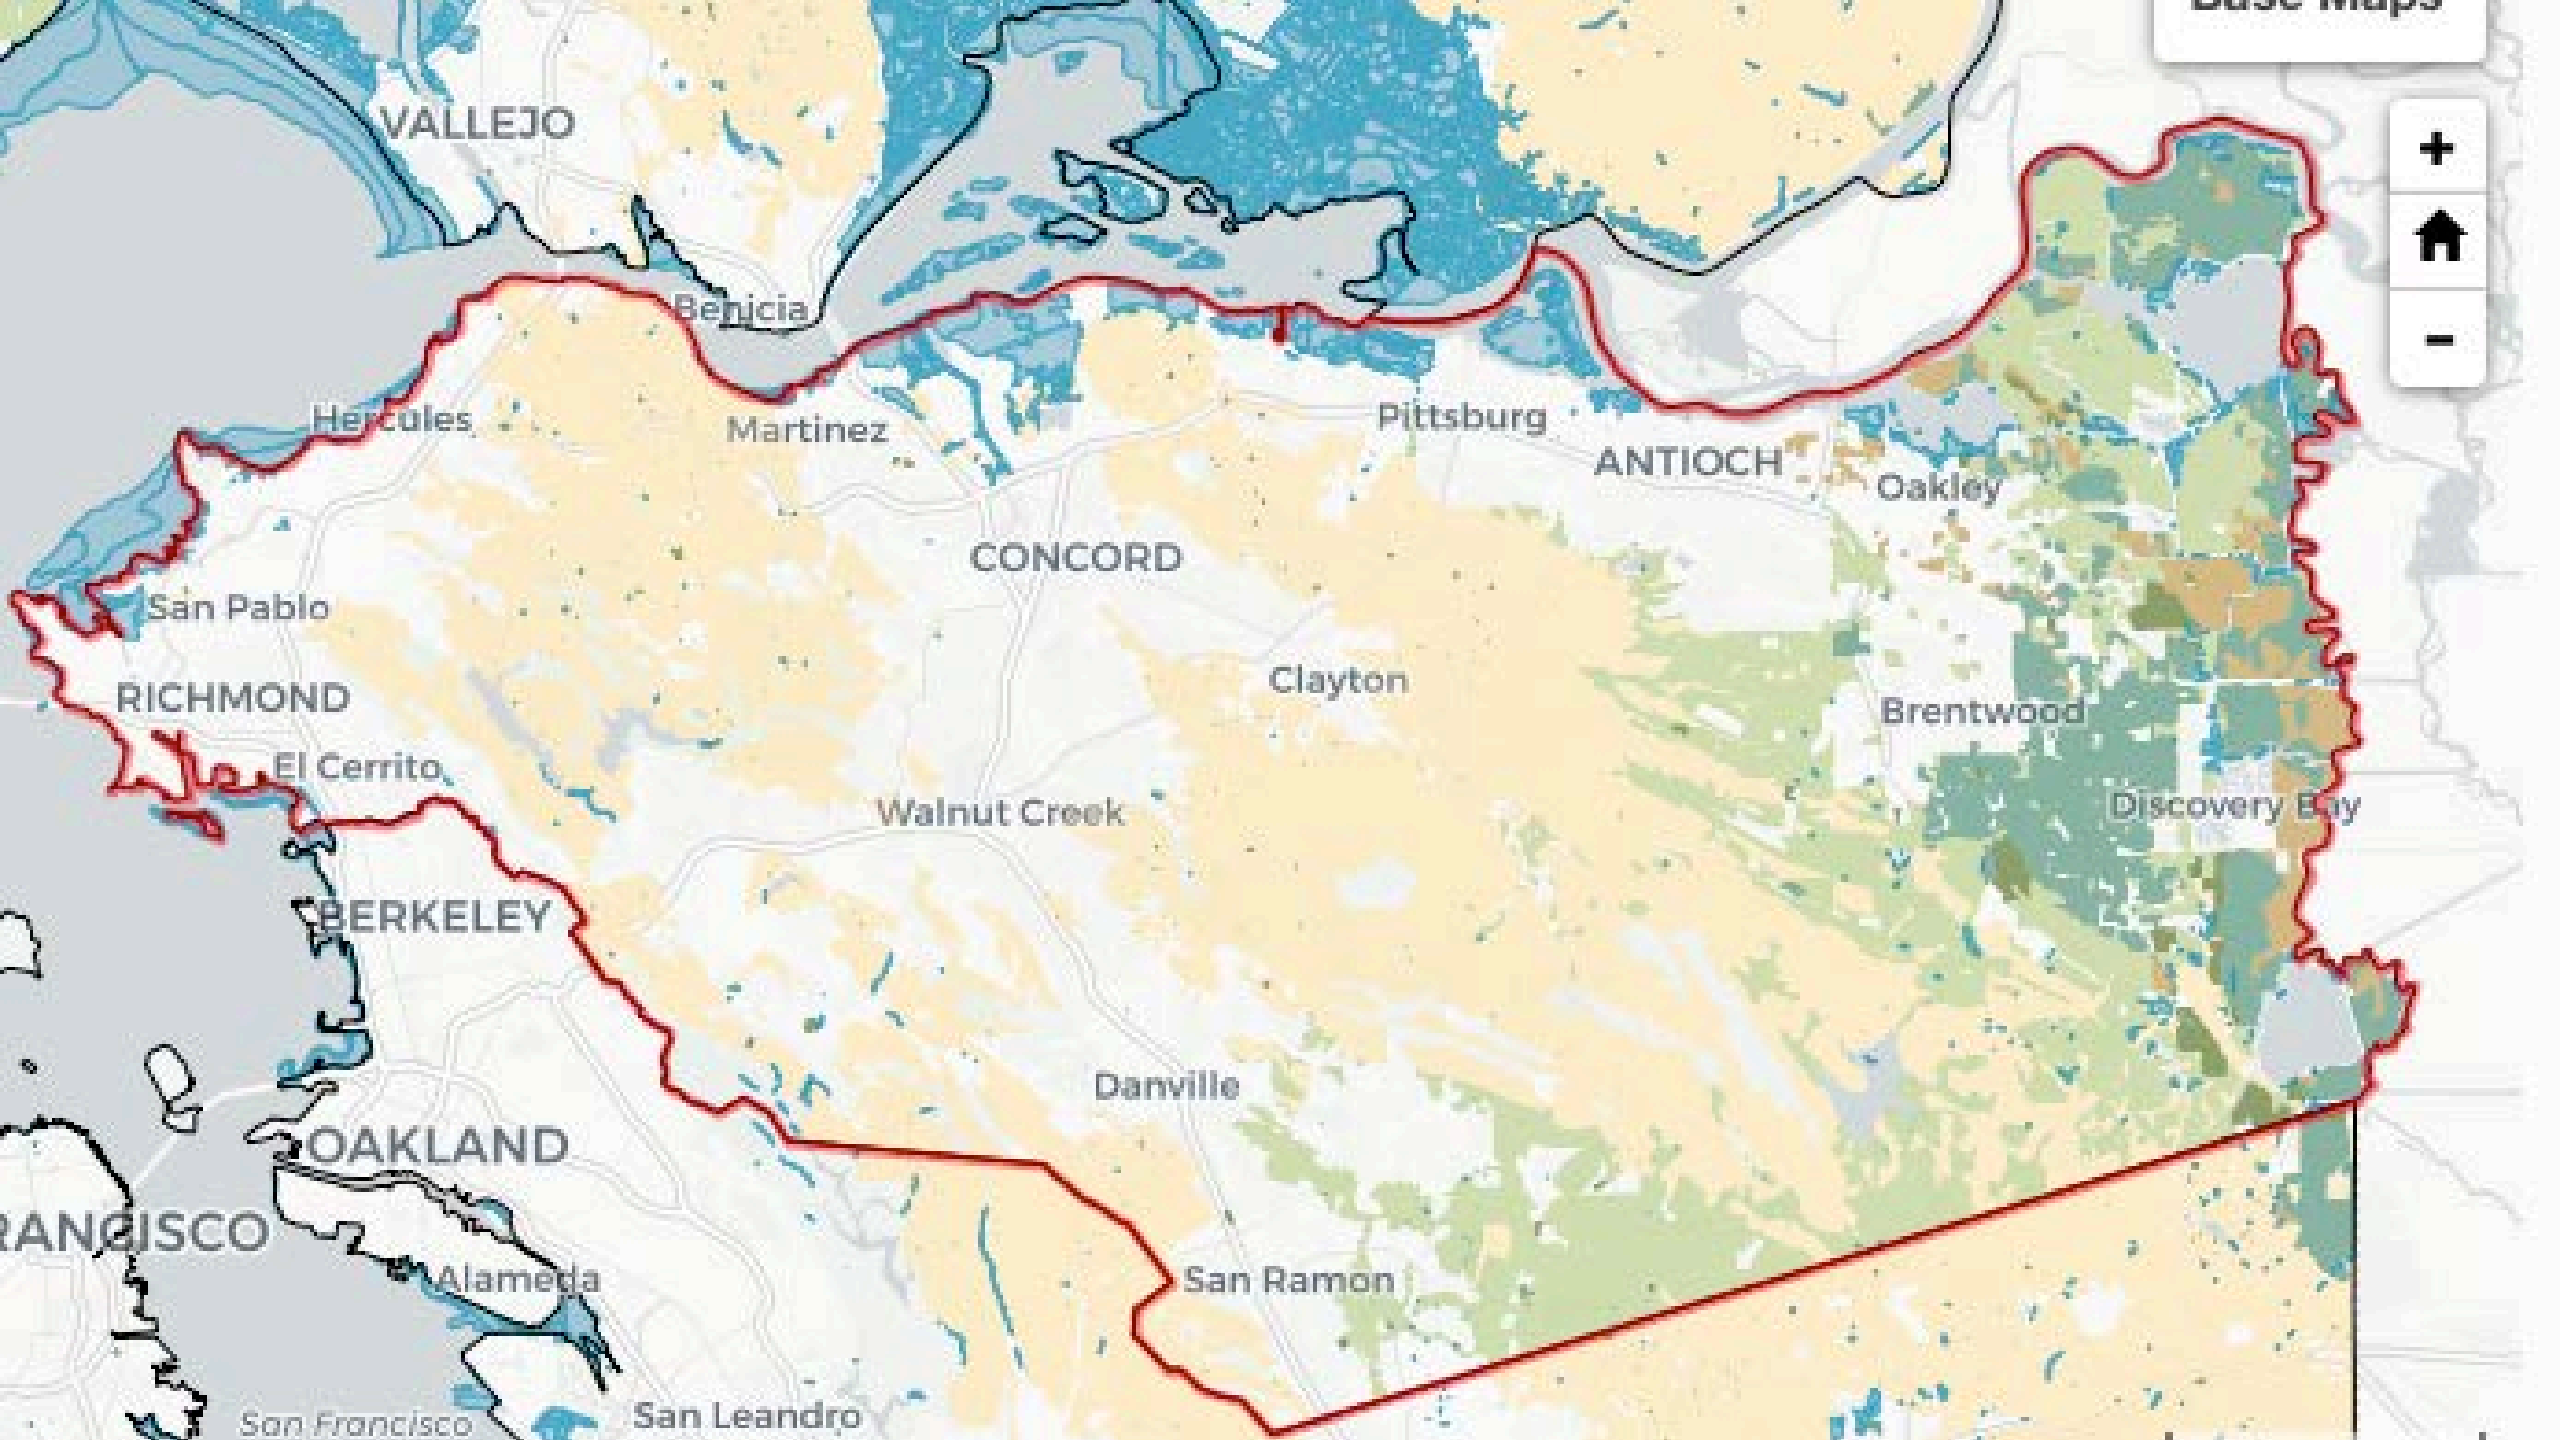 Base Maps
VALLEJO
+
Benicia
−
Hercules
Martinez
Pittsburg
ANTIOCH
Oakley
CONCORD
San Pablo
Clayton
RICHMOND
Brentwood
El Cerrito
Walnut Creek
Discovery Bay
BERKELEY
Danville
OAKLAND
RANCISCO
Alameda
San Ramon
San Leandro
San Francisco